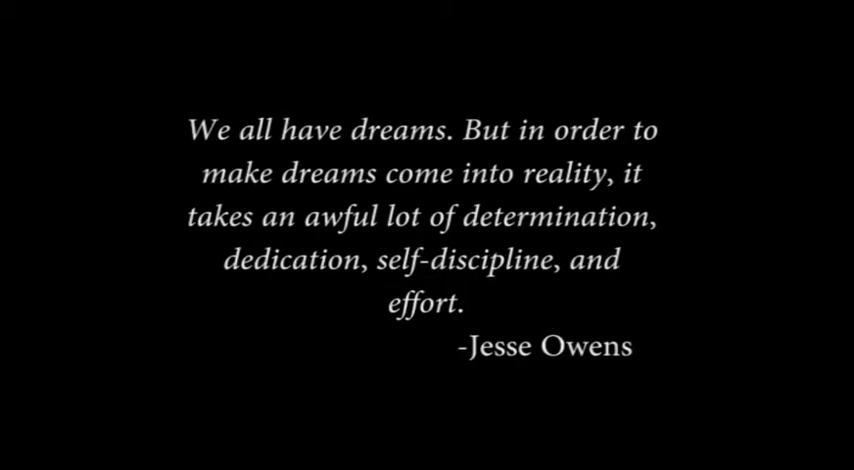 We all have dreams. But in order to
make dreams come into reality, it
takes an awful lot of determination,
dedication, self-discipline, and
effort.
-Jesse Owens